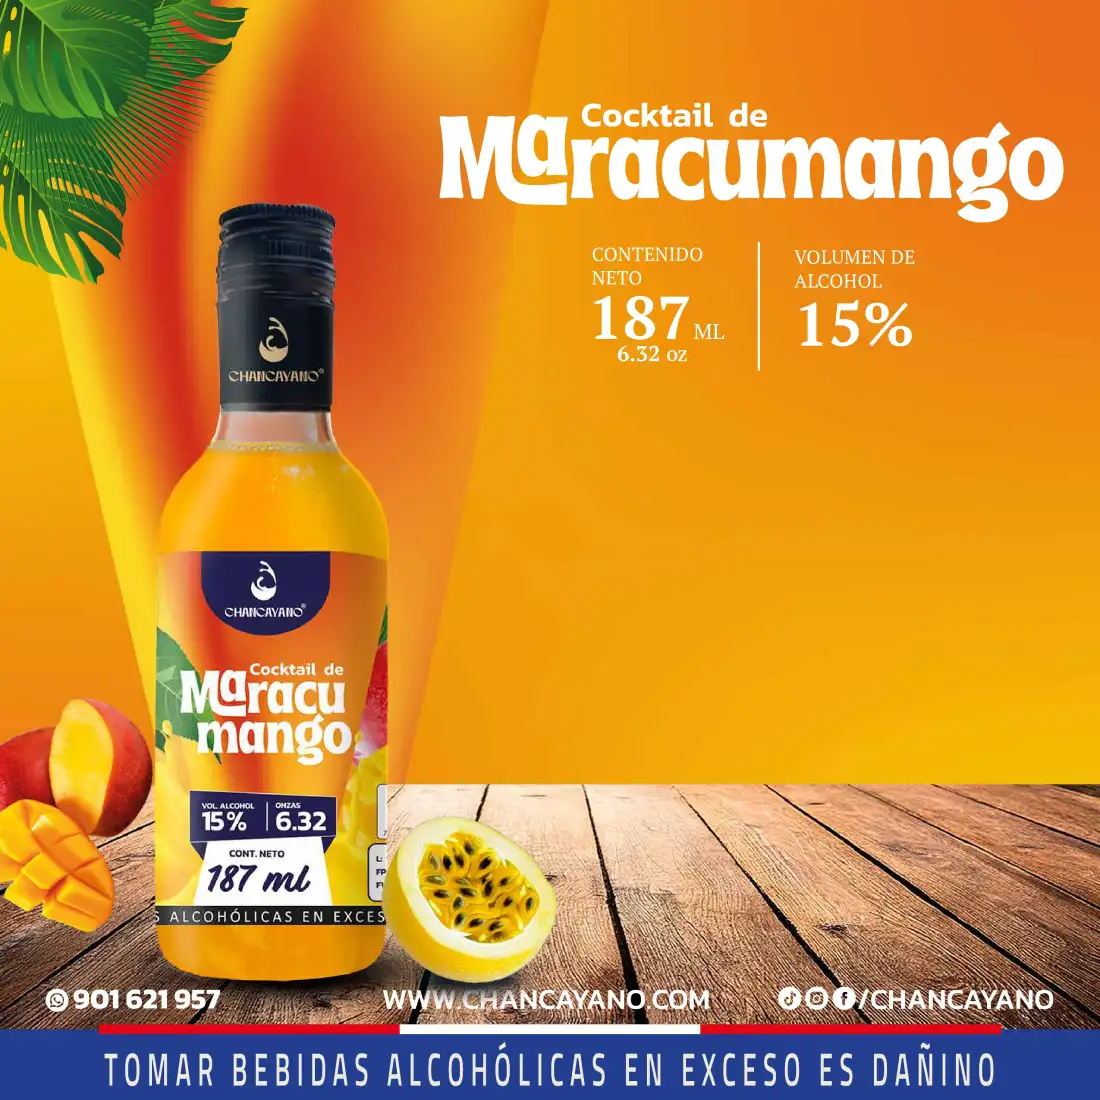 Cocktail de
Maracumango
CONTENIDO
NETO
187 ML
6.32 oz
VOLUMEN DE
ALCOHOL
15%
CHANCAYANO®
CHANCAYANO®
Cocktail de
Maracu
mango
VOL. ALCOHOL
15%
ONZAS
6.32
CONT. NETO
187 ml
L:
FP
FV
S ALCOHÓLICAS EN EXCES
901 621 957
WWW.CHANCAYANO.COM
/CHANCAYANO
TOMAR BEBIDAS ALCOHÓLICAS EN EXCESO ES DAÑINO